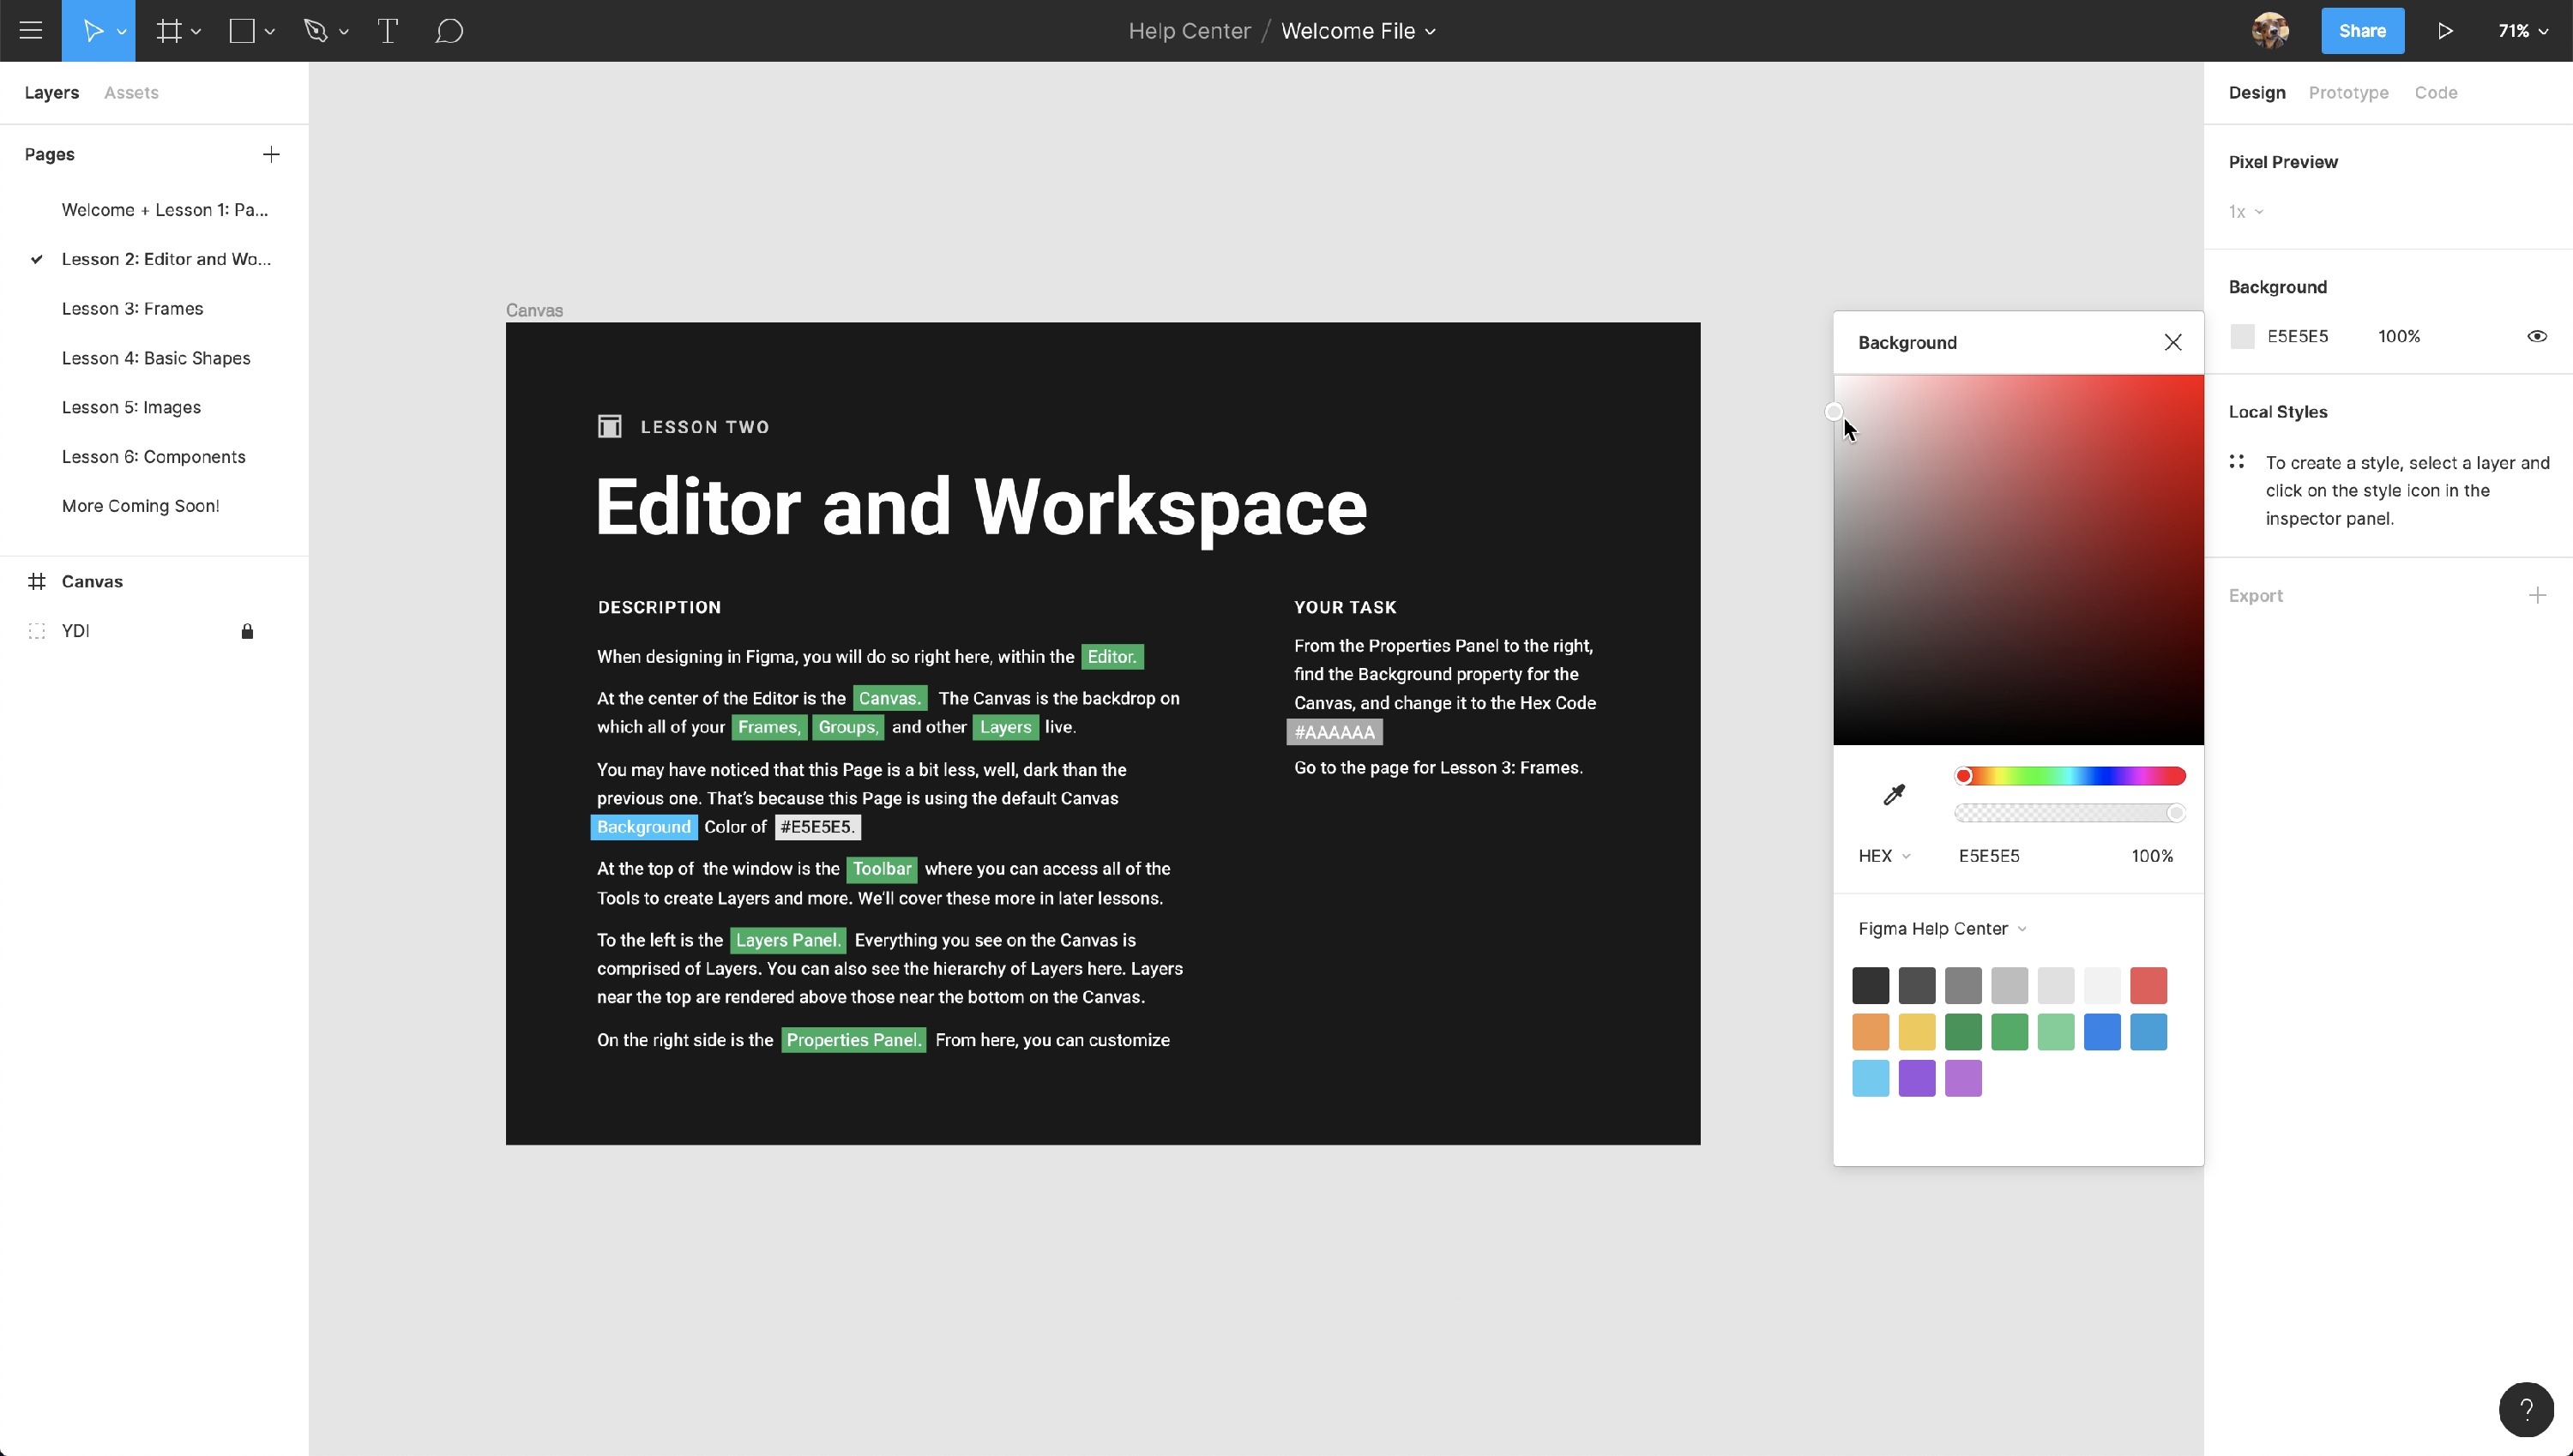 Help Center / Welcome File
Share
71%
Layers
Assets
Pages
Welcome + Lesson 1: Pa...
Lesson 2: Editor and Wo...
Lesson 3: Frames
Lesson 4: Basic Shapes
Lesson 5: Images
Lesson 6: Components
More Coming Soon!
Canvas
YDI
Canvas
LESSON TWO
Editor and Workspace
DESCRIPTION
When designing in Figma, you will do so right here, within the Editor.
At the center of the Editor is the Canvas. The Canvas is the backdrop on
which all of your Frames, Groups, and other Layers live.
You may have noticed that this Page is a bit less, well, dark than the
previous one. That’s because this Page is using the default Canvas
Background Color of #E5E5E5.
At the top of the window is the Toolbar where you can access all of the
Tools to create Layers and more. We’ll cover these more in later lessons.
To the left is the Layers Panel. Everything you see on the Canvas is
comprised of Layers. You can also see the hierarchy of Layers here. Layers
near the top are rendered above those near the bottom on the Canvas.
On the right side is the Properties Panel. From here, you can customize
YOUR TASK
From the Properties Panel to the right,
find the Background property for the
Canvas, and change it to the Hex Code
#AAAAAA
Go to the page for Lesson 3: Frames.
Background
HEX
E5E5E5
100%
Figma Help Center
Design
Prototype
Code
Pixel Preview
1x
Background
E5E5E5
100%
Local Styles
To create a style, select a layer and
click on the style icon in the
inspector panel.
Export
?